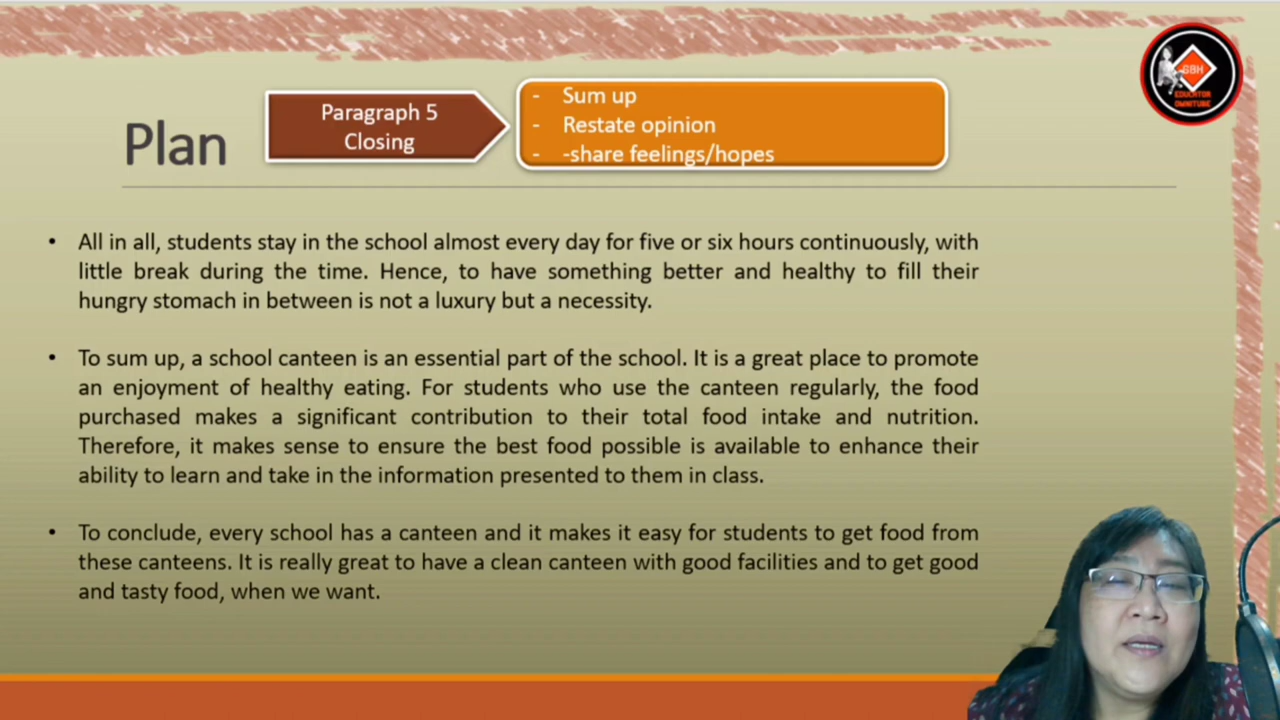 Plan
Paragraph 5
Closing
- Sum up
- Restate opinion
- -share feelings/hopes
GBH
EDUCATOR
OWNITURE
• All in all, students stay in the school almost every day for five or six hours continuously, with
little break during the time. Hence, to have something better and healthy to fill their
hungry stomach in between is not a luxury but a necessity.
• To sum up, a school canteen is an essential part of the school. It is a great place to promote
an enjoyment of healthy eating. For students who use the canteen regularly, the food
purchased makes a significant contribution to their total food intake and nutrition.
Therefore, it makes sense to ensure the best food possible is available to enhance their
ability to learn and take in the information presented to them in class.
• To conclude, every school has a canteen and it makes it easy for students to get food from
these canteens. It is really great to have a clean canteen with good facilities and to get good
and tasty food, when we want.